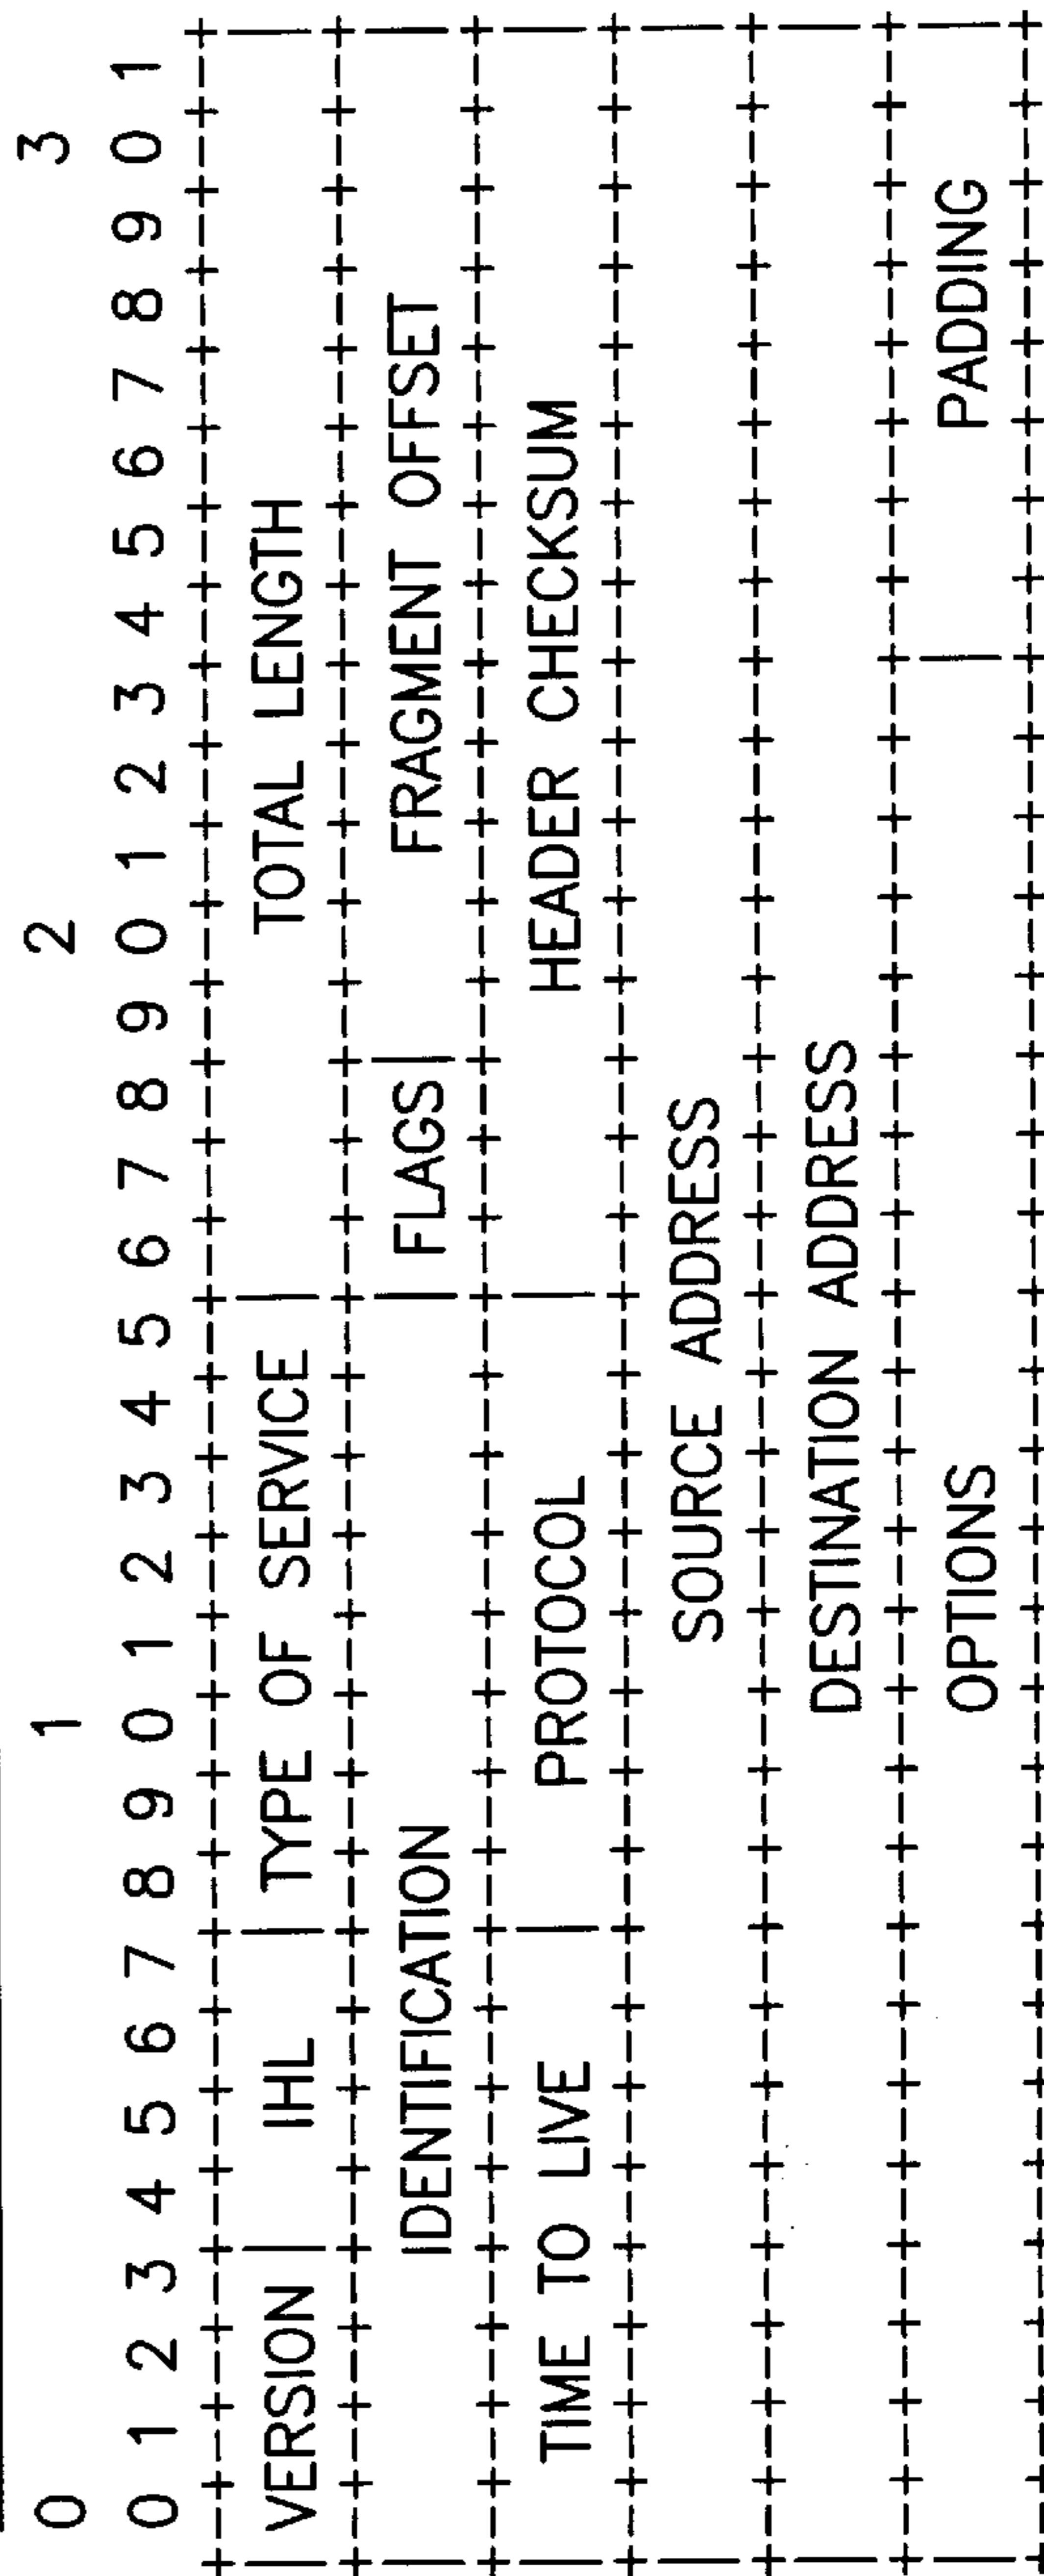 0 1 2 3
0 1 2 3 4 5 6 7 8 9 0 1 2 3 4 5 6 7 8 9 0 1 2 3 4 5 6 7 8 9 0 1
VERSION | IHL | TYPE OF SERVICE | TOTAL LENGTH
IDENTIFICATION | FLAGS | FRAGMENT OFFSET
TIME TO LIVE | PROTOCOL | HEADER CHECKSUM
SOURCE ADDRESS
DESTINATION ADDRESS
OPTIONS | PADDING